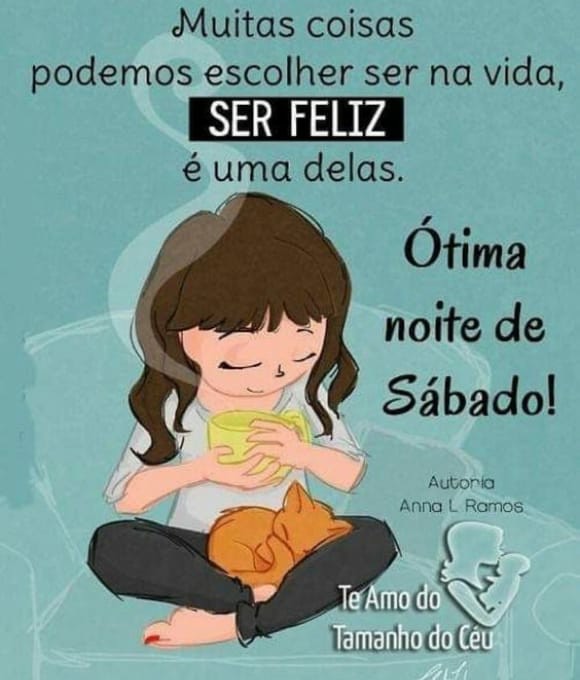 Muitas coisas
podemos escolher ser na vida,
SER FELIZ
é uma delas.
Ótima
noite de
Sábado!
Autoria
Anna L Ramos
Te Amo do
Tamanho do Céu